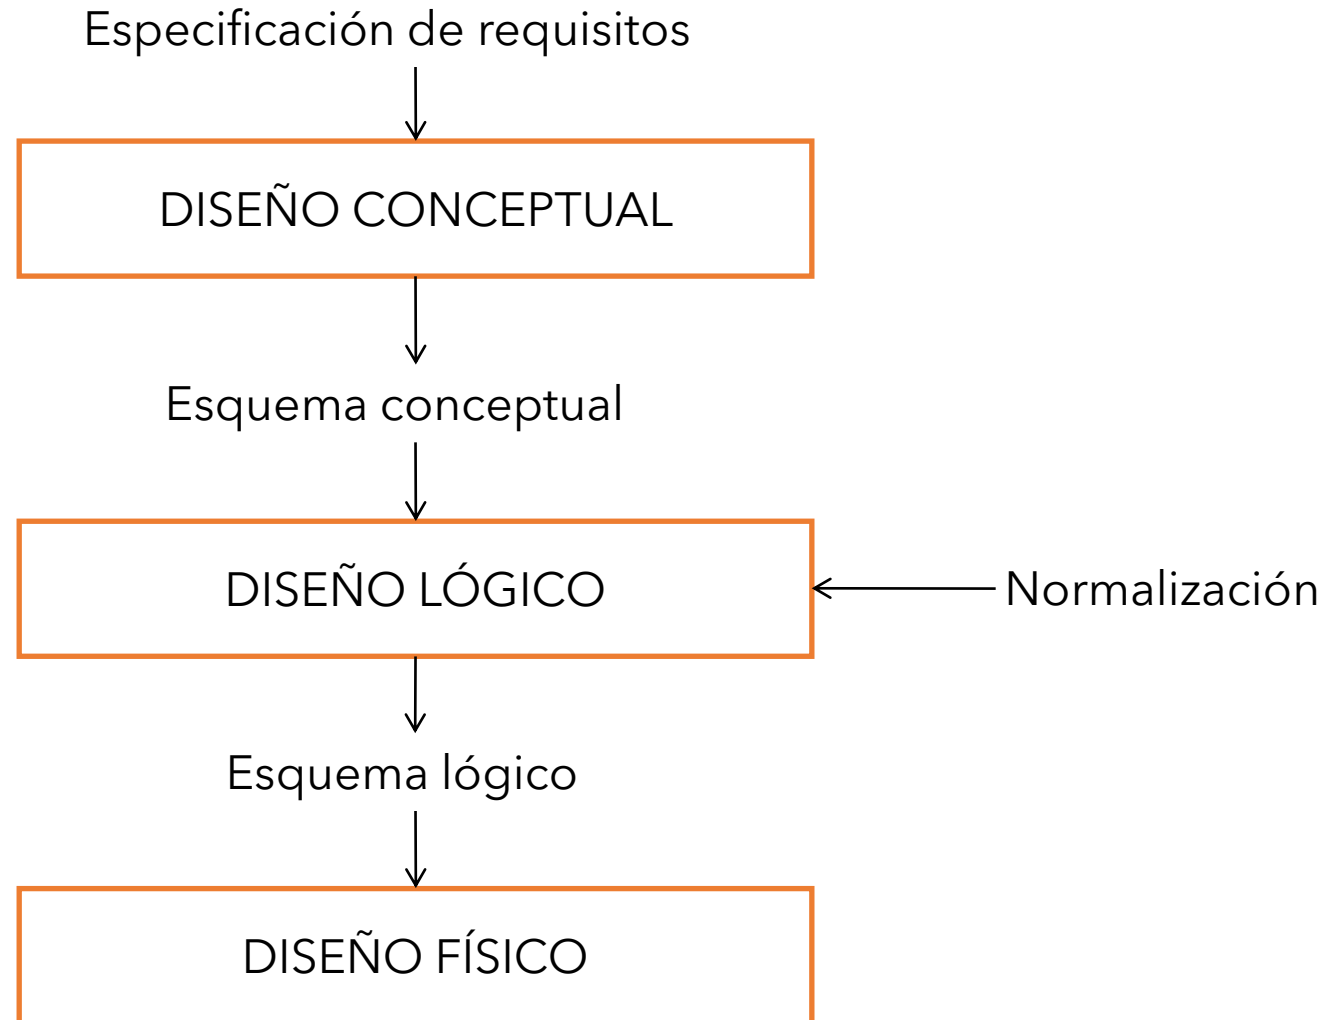 Especificación de requisitos
DISEÑO CONCEPTUAL
Esquema conceptual
DISEÑO LÓGICO
Normalización
Esquema lógico
DISEÑO FÍSICO